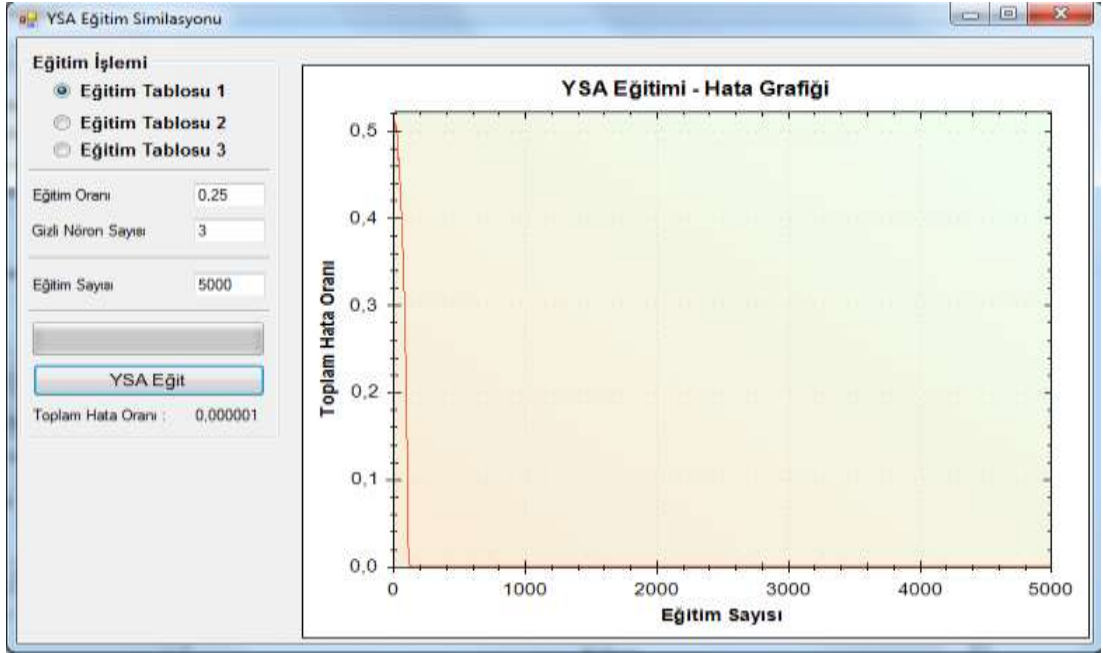 YSA Eğitim Similasyonu
Eğitim İşlemi
Eğitim Tablosu 1
Eğitim Tablosu 2
Eğitim Tablosu 3
Eğitim Oranı 0.25
Gizli Nöron Sayısı 3
Eğitim Sayısı 5000
YSA Eğit
Toplam Hata Oranı : 0,000001
YSA Eğitimi - Hata Grafiği
Toplam Hata Oranı
0,5
0,4
0,3
0,2
0,1
0,0
0 1000 2000 3000 4000 5000
Eğitim Sayısı